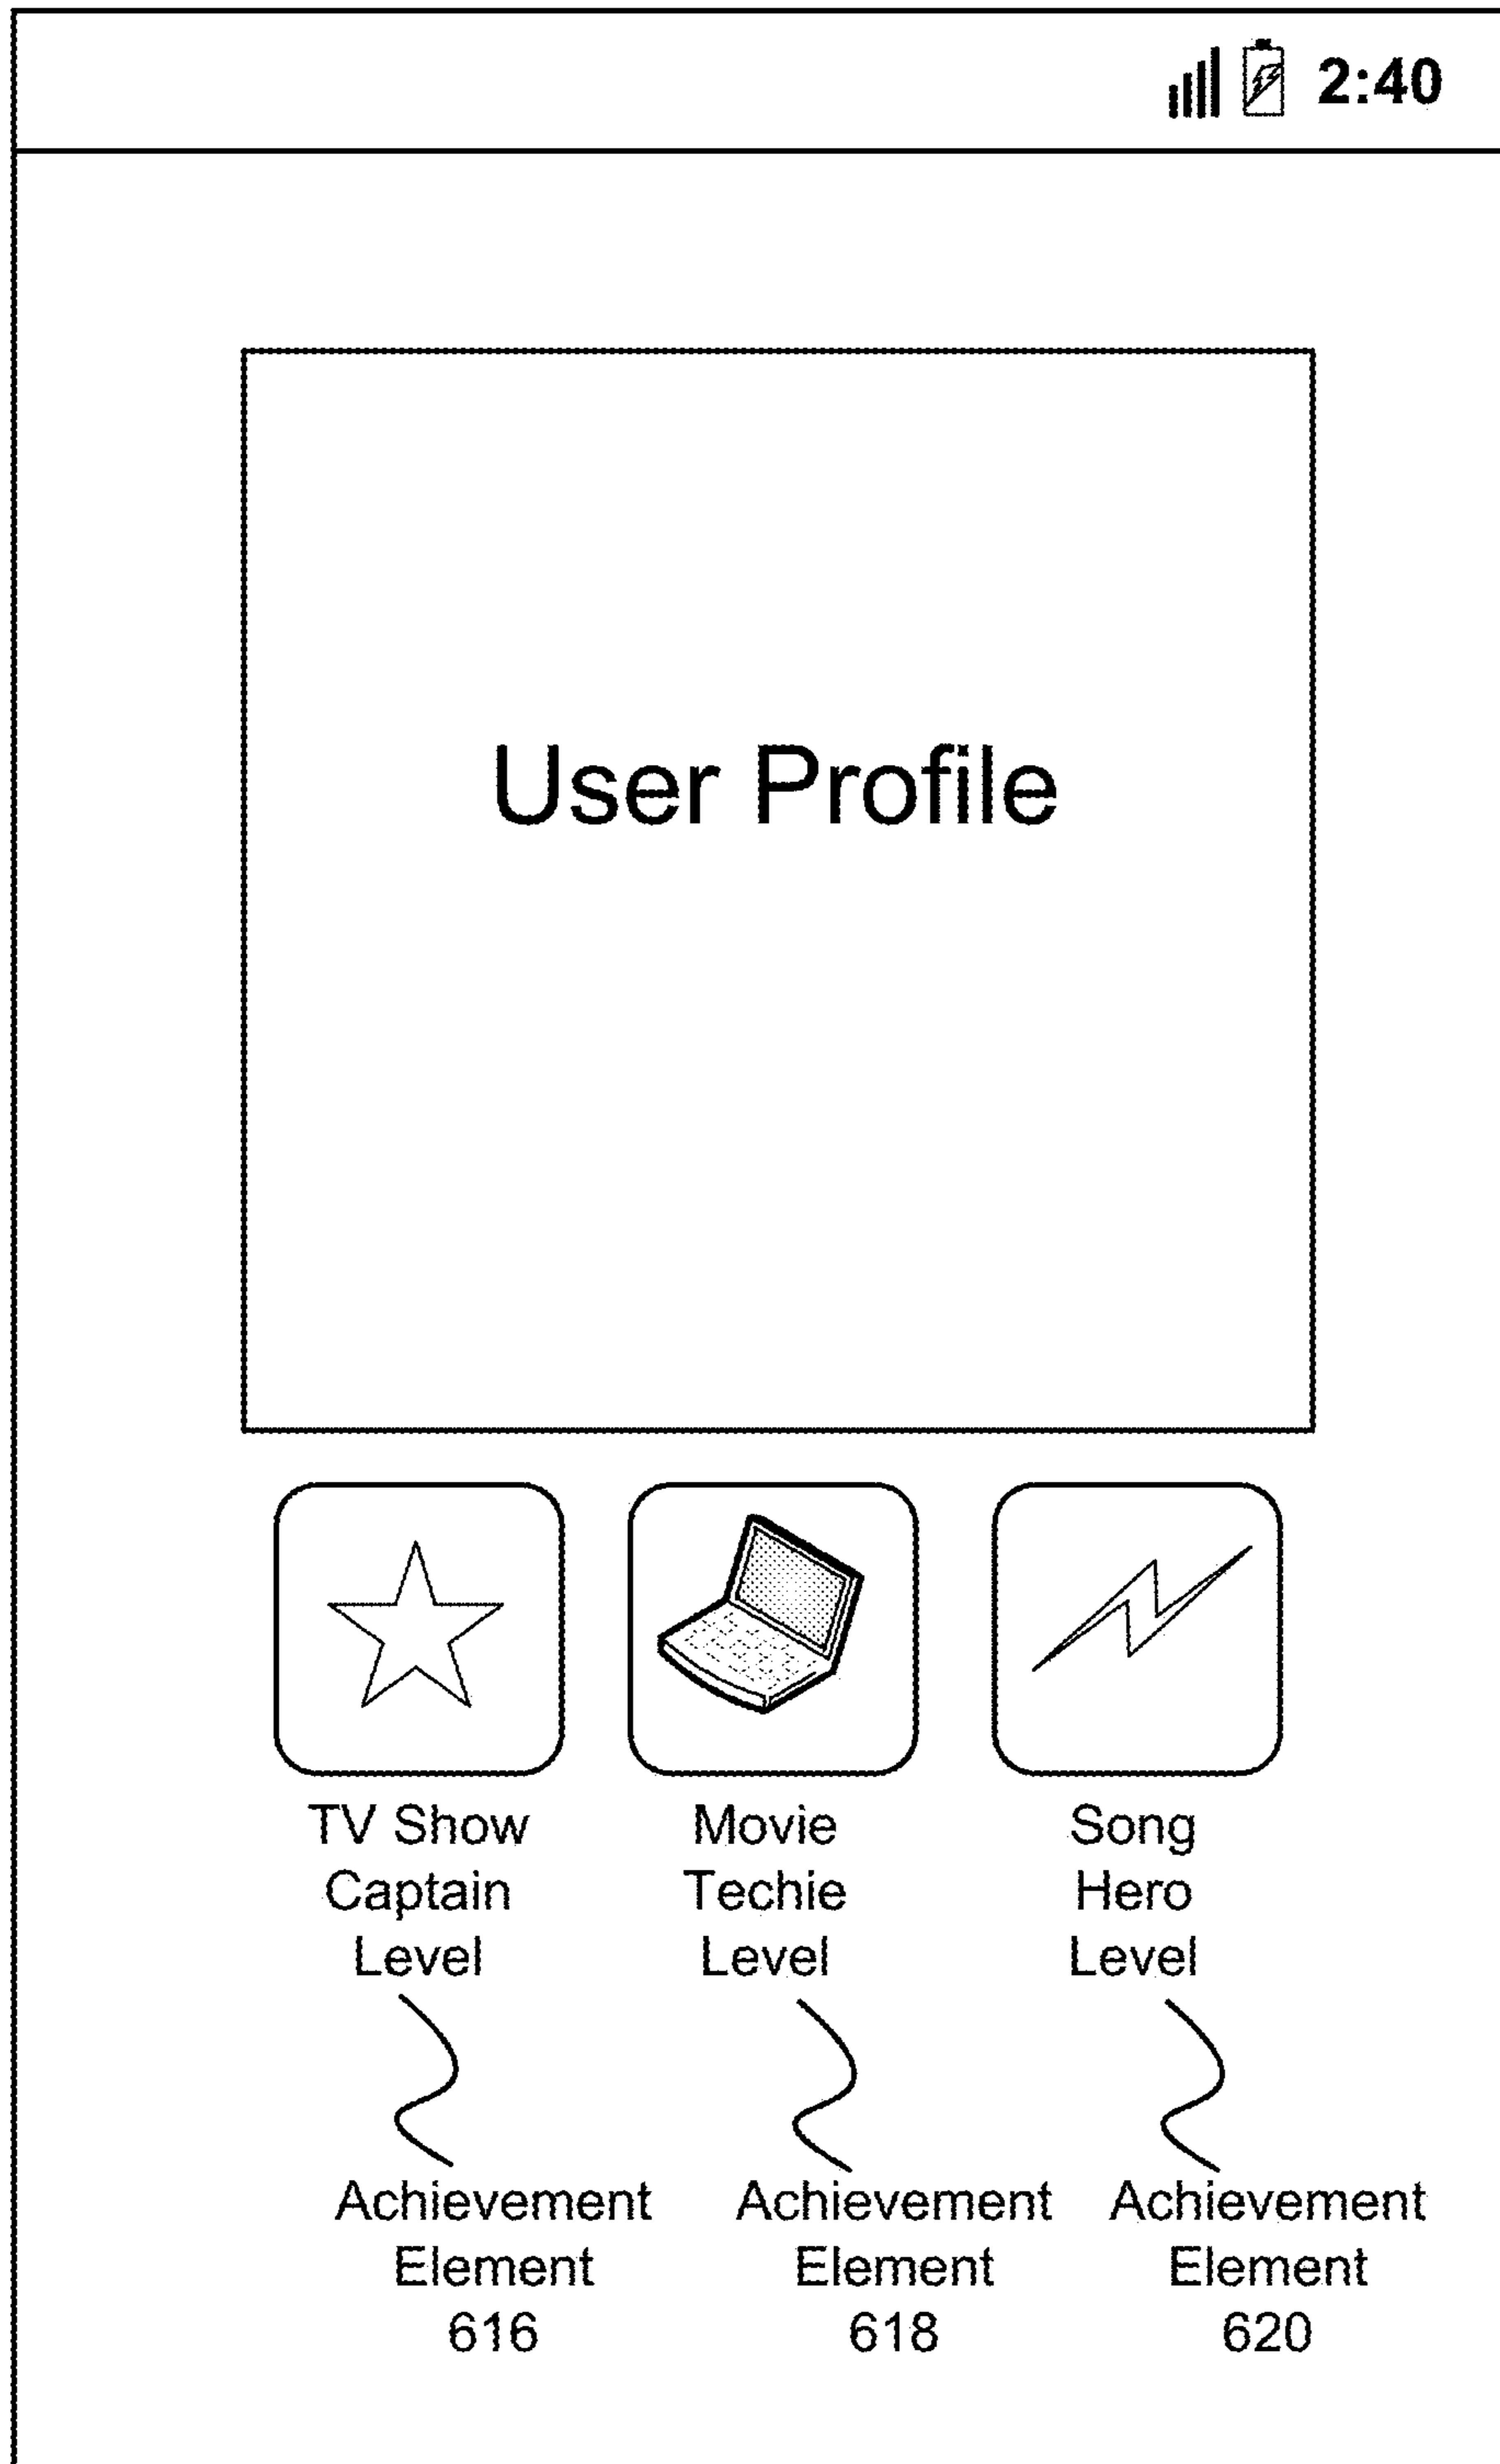 2:40
User Profile
TV Show
Captain
Level
Movie
Techie
Level
Song
Hero
Level
Achievement
Element
616
Achievement
Element
618
Achievement
Element
620